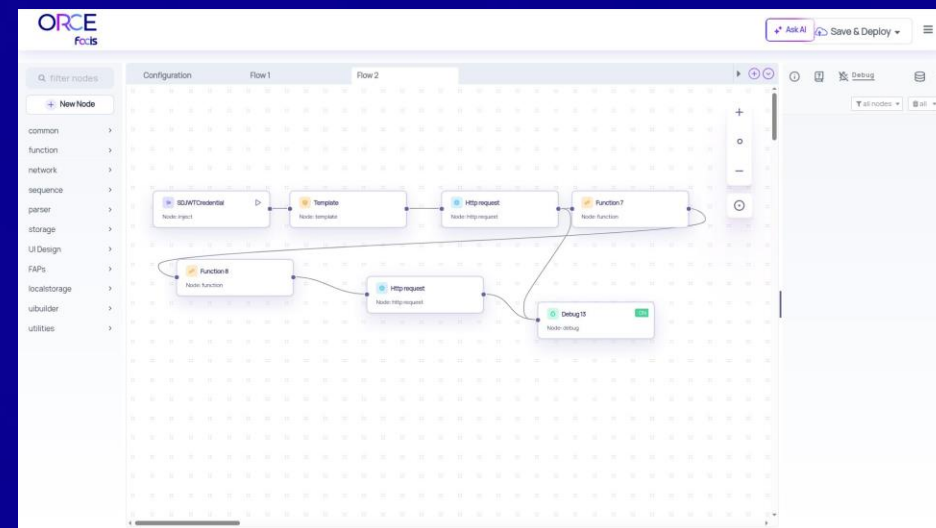 ORCE
Facis
Ask AI
Save & Deploy
filter nodes
New Node
common
function
network
sequence
parser
storage
UI Design
FAPs
localstorage
uibuilder
utilities
Configuration
Flow 1
Flow 2
SDJWTCredential
Node: inject
Template
Node: template
Http request
Node: Http request
Function 7
Node: function
Function 8
Node: function
Http request
Node: http request
Debug 13
ON
Node: debug
Debug
all nodes
all